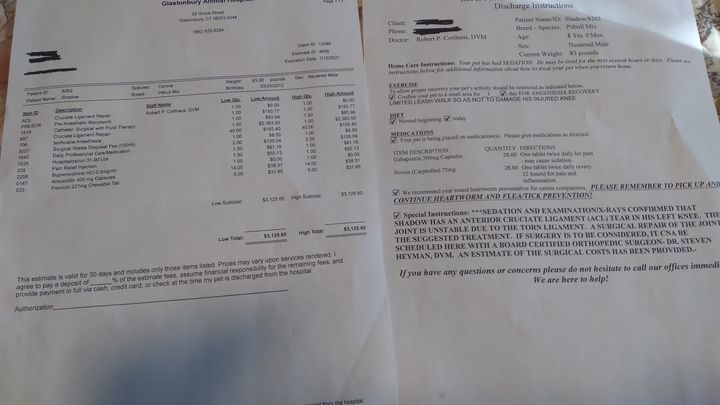 Glastonbury Animal Hospital
Page 1 / 1
Glastonbury, CT 06033-2044
(860) 633-8394
Client ID: 12586
Estimate ID: 4688
Expiration Date: 7/15/2021
Patient ID: 8262 Species: Canine Weight: 83.00 pounds Sex: Neutered Male
Patient Name: Shadow Breed: Pitbull Mix Birthday: 03/25/2013
Item ID Description Staff Name Low Qty. Low Amount High Qty. High Amount
ACL Cruciate Ligament Repair Robert P. Conhaus, DVM 1.00 $0.00 1.00 $0.00
PRESCR Pre-Anesthetic Bloodwork 1.00 $150.77 1.00 $150.77
1619 Catheter- Surgical with Fluid Therapy 1.00 $83.94 1.00 $83.94
697 Cruciate Ligament Repair 1.00 $2,383.50 1.00 $2,383.50
706 Isoflurane Anesthesia 40.00 $192.40 40.00 $192.40
Surgical Waste Disposal Fee (OSHA) 1.00 $8.50 1.00 $8.50
1640 Daily Professional Care/Medication 2.00 $105.04 2.00 $105.04
1625 Hospitalization 31-90 Lbs 1.00 $61.16 1.00 $61.16
235 Pain Relief Injection 1.00 $50.13 1.00 $50.13
2208 Buprenorphine HCl 0.3mg/ml 1.00 $0.00 1.00 $0.00
0147 Amoxicillin 500 mg Capsules 14.00 $38.31 14.00 $38.31
033 Previcox 227mg Chewable Tab 5.00 $31.85 5.00 $31.85
Low Subtotal: $3,125.60 High Subtotal: $3,125.60
Low Total: $3,125.60 High Total: $3,125.60
This estimate is valid for 30 days and includes only those items listed. Prices may vary upon services rendered. I
agree to pay a deposit of ______% of the estimate fees, assume financial responsibility for the remaining fees, and
provide payment in full via cash, credit card, or check at the time my pet is discharged from the hospital.
Authorization
from the hospital.
Discharge Instructions
Client:
Phone:
Doctor: Robert P. Conhaus, DVM
Patient Name/ID: Shadow/8262
Breed - Species: Pitbull Mix
Age: 8 Yrs. 0 Mos.
Sex: Neutered Male
Current Weight: 83 pounds
Home Care Instructions: Your pet has had SEDATION. He may be tired for the next several hours or days. Please see
instructions below for additional information about how to treat your pet when you return home.
EXERCISE
To allow proper recovery your pet's activity should be restricted as indicated below.
Confine your pet to a small area for 1 day FOR ANESTHESIA RECOVERY
LIMITED LEASH WALK SO AS NOT TO DAMAGE HIS INJURED KNEE.
DIET
Normal beginning today
MEDICATIONS
Your pet is being placed on medication(s). Please give medications as directed:
ITEM DESCRIPTION QUANTITY DIRECTIONS
Gabapentin 300mg Capsules 28.00 One tablet twice daily for pain
- may cause sedation.
Novox (Carprofen) 75mg 28.00 One tablet twice daily (every
12 hours) for pain and
inflammation.
We recommend year round heartworm preventative for canine companions. PLEASE REMEMBER TO PICK UP AND
CONTINUE HEARTWORM AND FLEA/TICK PREVENTION!
Special Instructions: ***SEDATION AND EXAMINATION/X-RAYS CONFIRMED THAT
SHADOW HAS AN ANTERIOR CRUCIATE LIGAMENT (ACL) TEAR IN HIS LEFT KNEE. THE
JOINT IS UNSTABLE DUE TO THE TORN LIGAMENT. A SURGICAL REPAIR OF THE JOINT
THE SUGGESTED TREATMENT. IF SURGERY IS TO BE CONSIDERED, IT CNA BE
SCHEDULED HERE WITH A BOARD CERTIFIED ORTHOPEDIC SURGEON- DR. STEVEN
HEYMAN, DVM. AN ESTIMATE OF THE SURGICAL COSTS HAS BEEN PROVIDED.-
If you have any questions or concerns please do not hesitate to call our offices immedi
We are here to help!